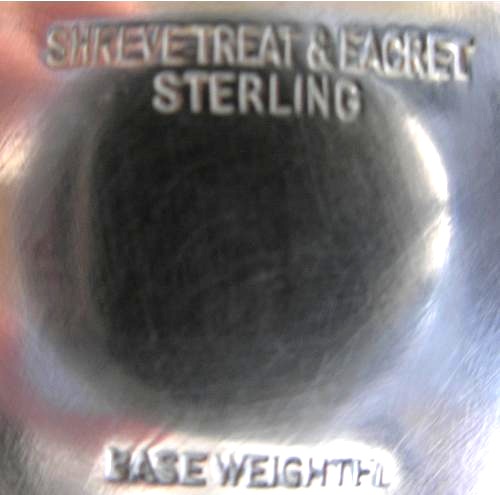 SHREVE TREAT & EACRET
STERLING
BASE WEIGHTED